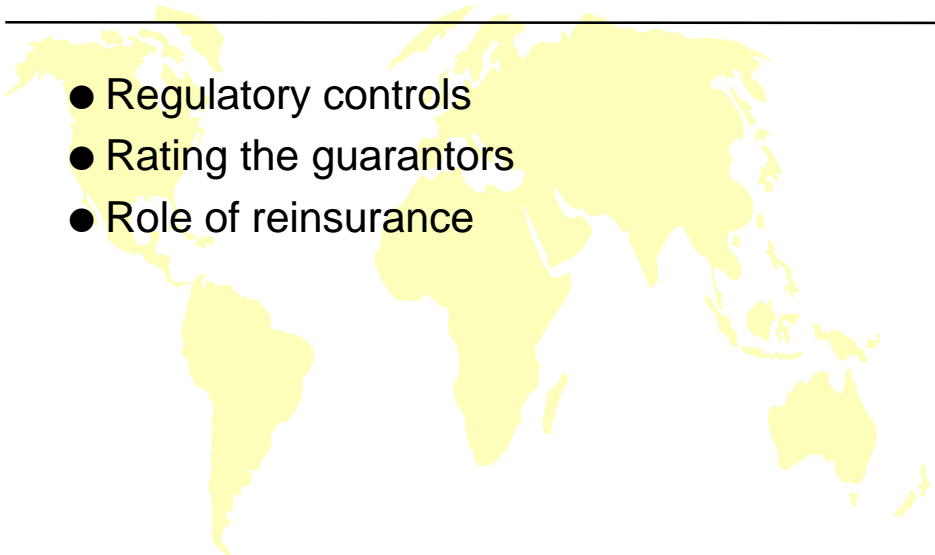 ● Regulatory controls
● Rating the guarantors
● Role of reinsurance